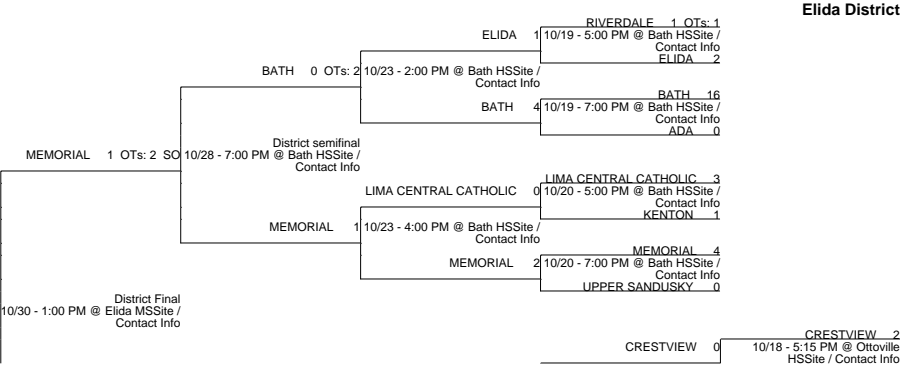 Elida District
RIVERDALE 1 OTs: 1
ELIDA 1
10/19 - 5:00 PM @ Bath HSSite /
Contact Info
ELIDA 2
BATH 0 OTs: 2
10/23 - 2:00 PM @ Bath HSSite /
Contact Info
BATH 16
BATH 4
10/19 - 7:00 PM @ Bath HSSite /
Contact Info
ADA 0
MEMORIAL 1 OTs: 2 SO
District semifinal
10/28 - 7:00 PM @ Bath HSSite /
Contact Info
LIMA CENTRAL CATHOLIC 3
LIMA CENTRAL CATHOLIC 0
10/20 - 5:00 PM @ Bath HSSite /
Contact Info
KENTON 1
MEMORIAL 1
10/23 - 4:00 PM @ Bath HSSite /
Contact Info
MEMORIAL 4
MEMORIAL 2
10/20 - 7:00 PM @ Bath HSSite /
Contact Info
UPPER SANDUSKY 0
District Final
10/30 - 1:00 PM @ Elida MSSite /
Contact Info
CRESTVIEW 2
CRESTVIEW 0
10/18 - 5:15 PM @ Ottoville
HSSite / Contact Info